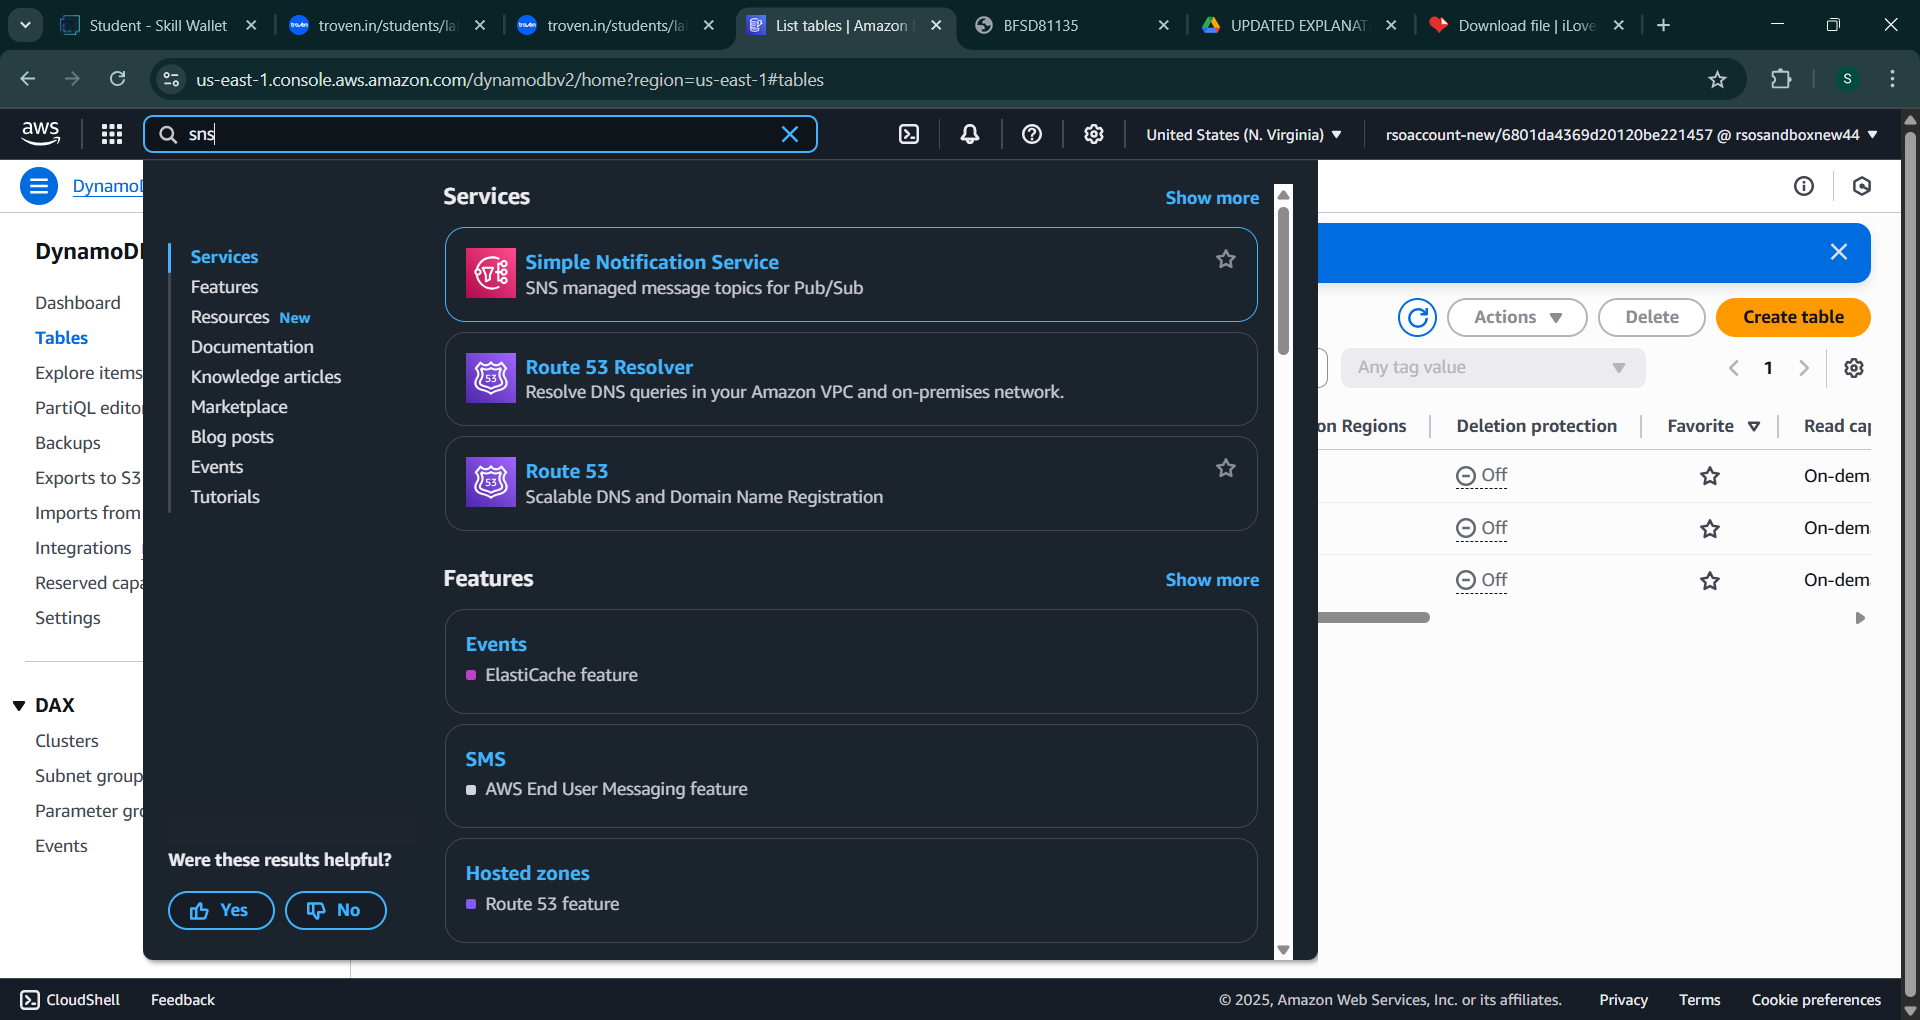 Student - Skill Wallet
troven.in/students/la
troven.in/students/la
List tables | Amazon
BFSD81135
UPDATED EXPLANAT
Download file | iLove
us-east-1.console.aws.amazon.com/dynamodbv2/home?region=us-east-1#tables
S
aws
sns
United States (N. Virginia)
rsoaccount-new/6801da4369d20120be221457 @ rsosandboxnew44
DynamoD
DynamoD
Dashboard
Tables
Explore items
PartiQL edito
Backups
Exports to S3
Imports from
Integrations
Reserved capa
Settings
DAX
Clusters
Subnet group
Parameter gro
Events
Services
Features
Resources New
Documentation
Knowledge articles
Marketplace
Blog posts
Events
Tutorials
Were these results helpful?
Yes
No
Services
Show more
Simple Notification Service
SNS managed message topics for Pub/Sub
53
Route 53 Resolver
Resolve DNS queries in your Amazon VPC and on-premises network.
53
Route 53
Scalable DNS and Domain Name Registration
Features
Show more
Events
ElastiCache feature
SMS
AWS End User Messaging feature
Hosted zones
Route 53 feature
Actions
Delete
Create table
Any tag value
1
on Regions
Deletion protection
Favorite
Read cap
Off
On-dem
Off
On-dem
Off
On-dem
CloudShell
Feedback
© 2025, Amazon Web Services, Inc. or its affiliates.
Privacy
Terms
Cookie preferences